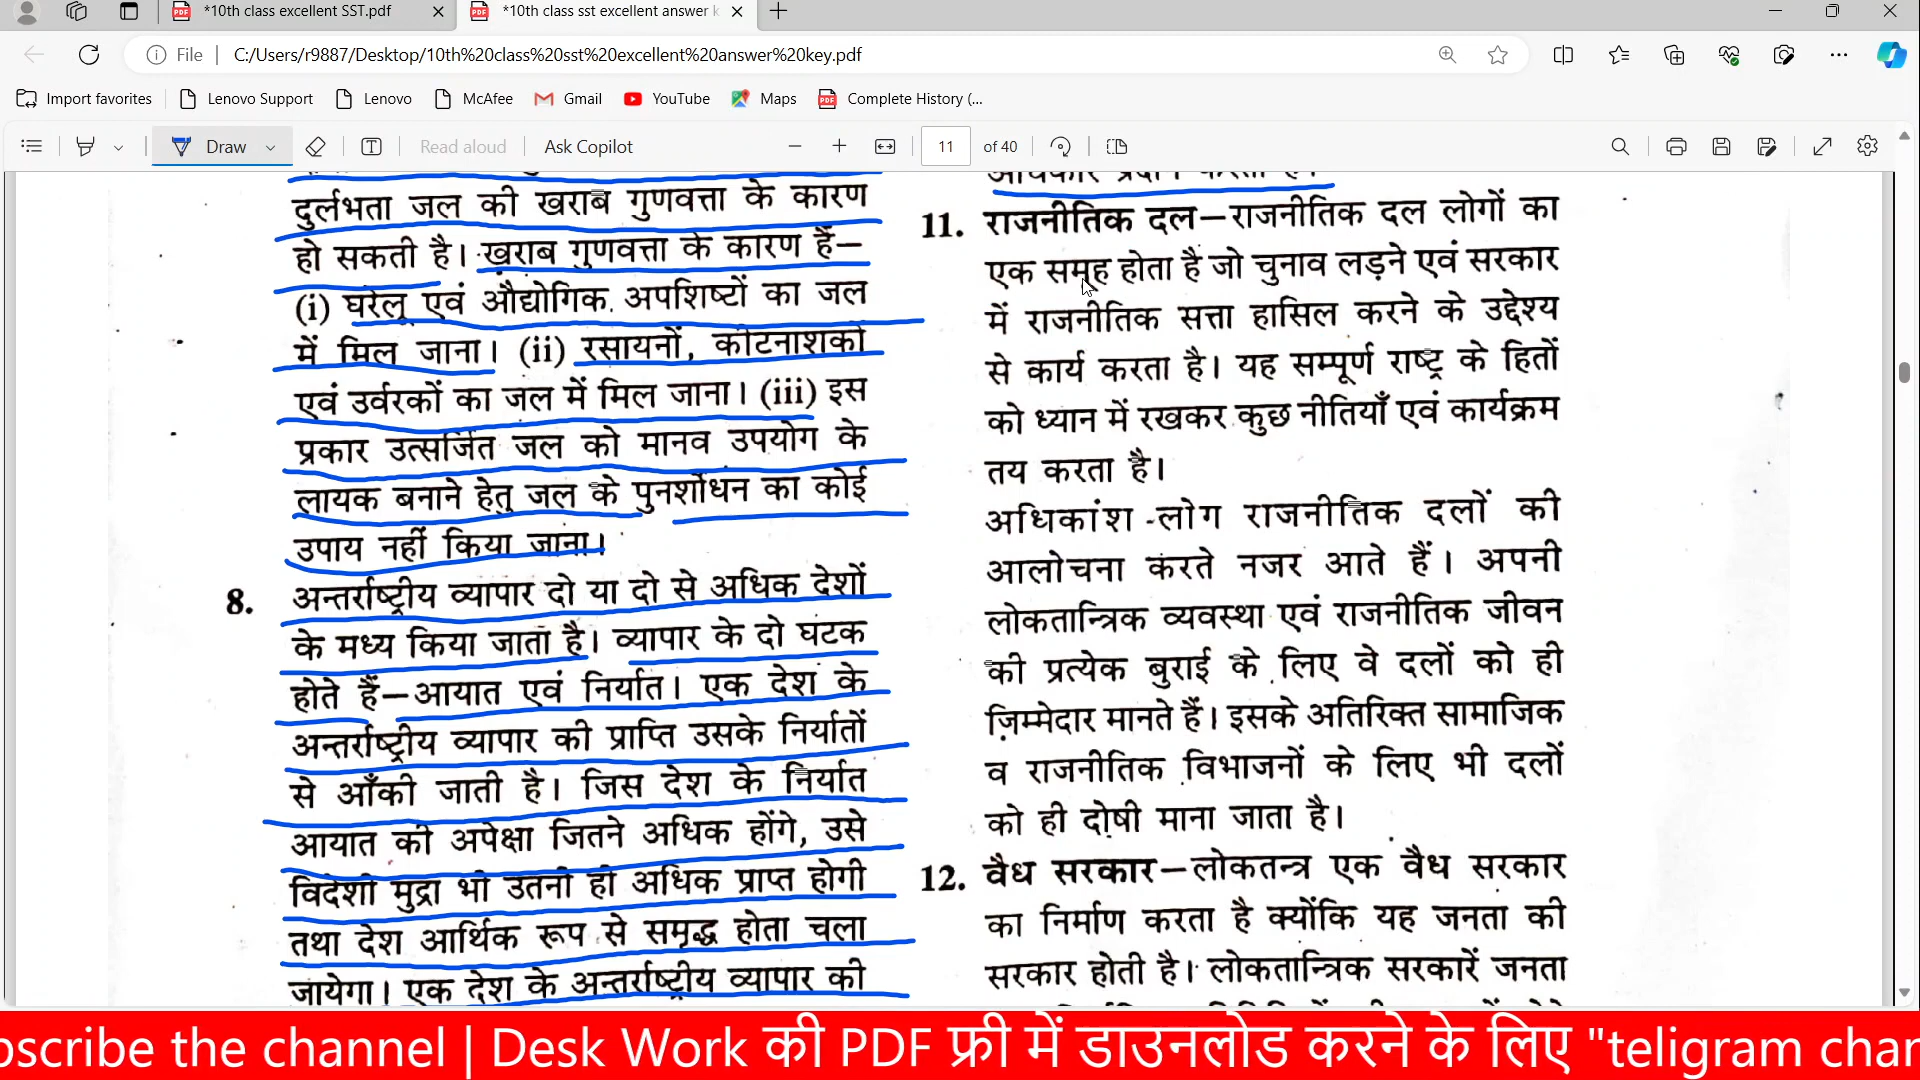 *10th class excellent SST.pdf
*10th class sst excellent answer k
File
C:/Users/r9887/Desktop/10th%20class%20sst%20excellent%20answer%20key.pdf
Import favorites
Lenovo Support
Lenovo
McAfee
Gmail
YouTube
Maps
Complete History (...
Draw
Read aloud
Ask Copilot
11 of 40
दुर्लभता जल की खराब गुणवत्ता के कारण
हो सकती है। खराब गुणवत्ता के कारण हैं–
(i) घरेलू एवं औद्योगिक अपशिष्टों का जल
में मिल जाना। (ii) रसायनों, कीटनाशकों
एवं उर्वरकों का जल में मिल जाना। (iii) इस
प्रकार उत्सर्जित जल को मानव उपयोग के
लायक बनाने हेतु जल के पुनर्शोधन का कोई
उपाय नहीं किया जाना।
8. अन्तर्राष्ट्रीय व्यापार दो या दो से अधिक देशों
के मध्य किया जाता है। व्यापार के दो घटक
होते हैं–आयात एवं निर्यात। एक देश के
अन्तर्राष्ट्रीय व्यापार की प्राप्ति उसके निर्यातों
से आँकी जाती है। जिस देश के निर्यात
आयात की अपेक्षा जितने अधिक होंगे, उसे
विदेशी मुद्रा भी उतनी ही अधिक प्राप्त होगी
तथा देश आर्थिक रूप से समृद्ध होता चला
जायेगा। एक देश के अन्तर्राष्ट्रीय व्यापार की
11. राजनीतिक दल–राजनीतिक दल लोगों का
एक समूह होता है जो चुनाव लड़ने एवं सरकार
में राजनीतिक सत्ता हासिल करने के उद्देश्य
से कार्य करता है। यह सम्पूर्ण राष्ट्र के हितों
को ध्यान में रखकर कुछ नीतियाँ एवं कार्यक्रम
तय करता है।
अधिकांश लोग राजनीतिक दलों की
आलोचना करते नजर आते हैं। अपनी
लोकतान्त्रिक व्यवस्था एवं राजनीतिक जीवन
की प्रत्येक बुराई के लिए वे दलों को ही
ज़िम्मेदार मानते हैं। इसके अतिरिक्त सामाजिक
व राजनीतिक विभाजनों के लिए भी दलों
को ही दोषी माना जाता है।
12. वैध सरकार–लोकतन्त्र एक वैध सरकार
का निर्माण करता है क्योंकि यह जनता की
सरकार होती है। लोकतान्त्रिक सरकारें जनता
bscribe the channel | Desk Work की PDF फ्री में डाउनलोड करने के लिए "teligram chan